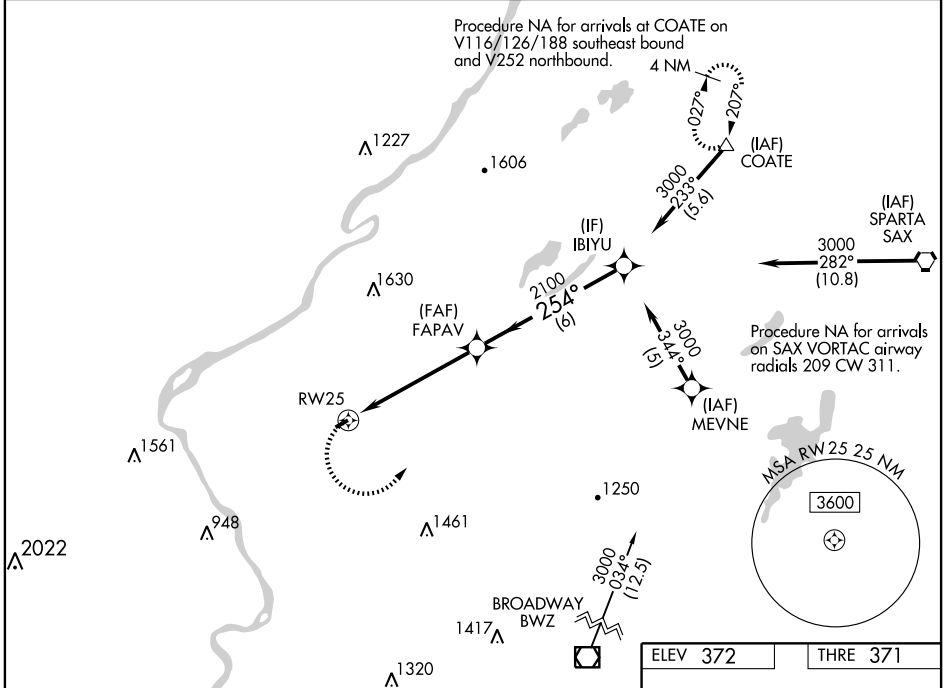 Procedure NA for arrivals at COATE on
V116/126/188 southeast bound
and V252 northbound.
4 NM
027°
207°
(IAF)
COATE
1227
1606
3000
233°
(5.6)
(IAF)
SPARTA
SAX
3000
282°
(10.8)
(IF)
IBIYU
1630
2100
254°
(6)
(FAF)
FAPAV
3000
344°
(5)
Procedure NA for arrivals
on SAX VORTAC airway
radials 209 CW 311.
(IAF)
MEVNE
RW25
1561
MSA RW25 25 NM
3600
1250
948
1461
2022
3000
034°
(12.5)
BROADWAY
BWZ
1417
1320
ELEV 372
THRE 371